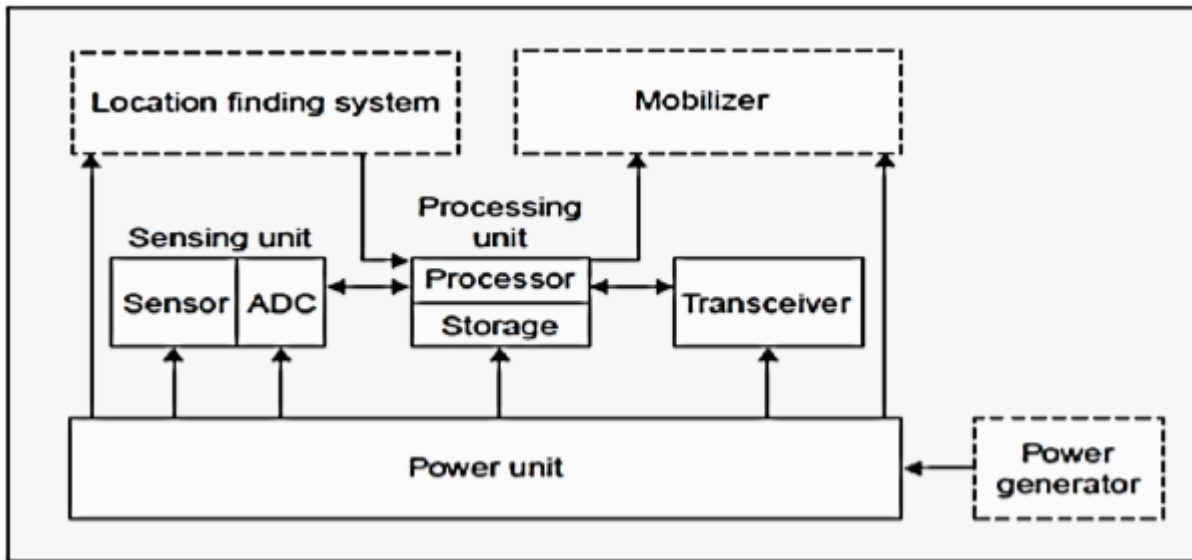 Location finding system
Mobilizer
Sensing unit
Processing
unit
Sensor
ADC
Processor
Storage
Transceiver
Power unit
Power
generator